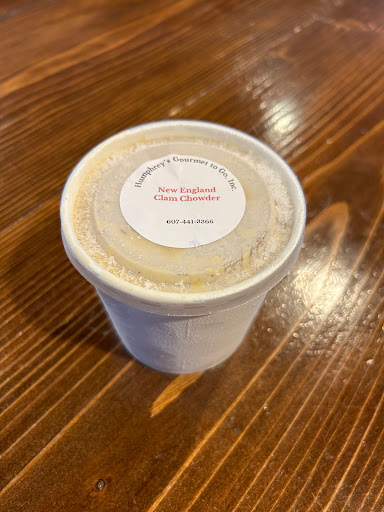 Humphrey's Gourmet to Go, Inc.
New England
Clam Chowder
607-441-3366